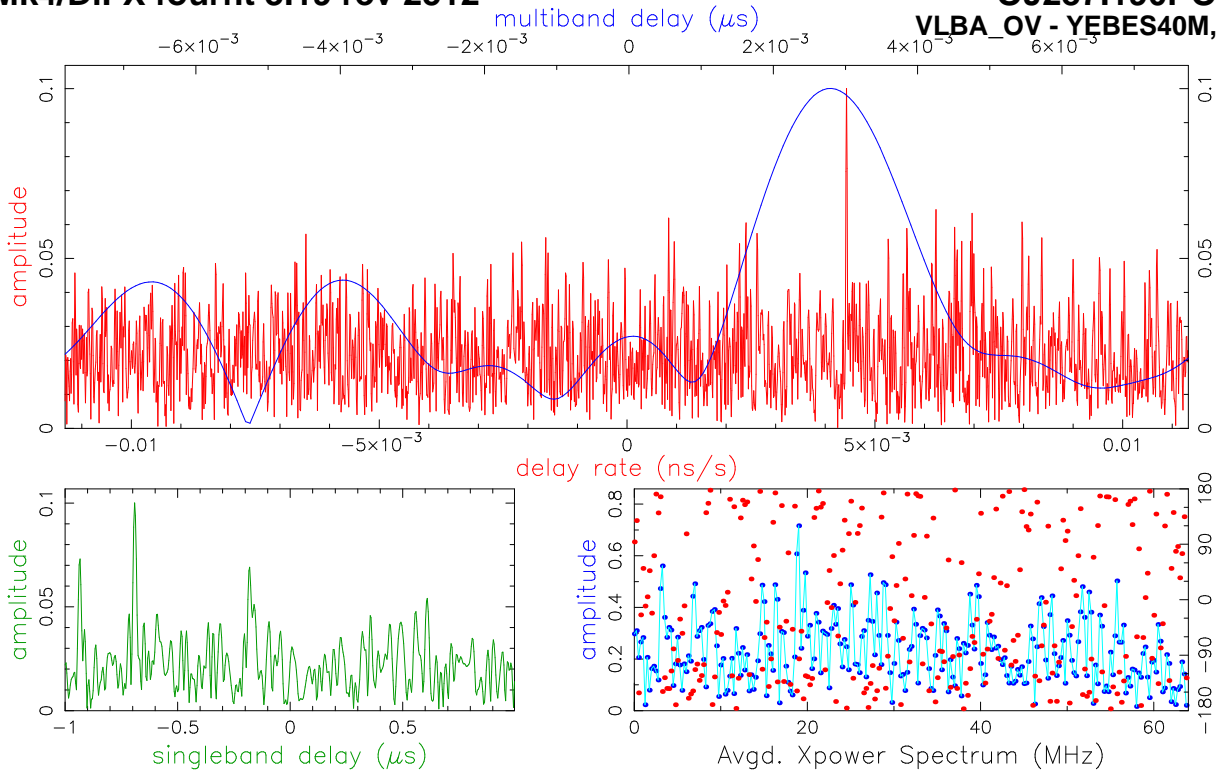 multiband delay (μs)
VLBA_OV - YEBES40M,
−6×10⁻³ −4×10⁻³ −2×10⁻³ 0 2×10⁻³ 4×10⁻³ 6×10⁻³
amplitude
0 0.05 0.1
0 0.05 0.1
−0.01 −5×10⁻³ 0 5×10⁻³ 0.01
delay rate (ns/s)
amplitude
0 0.05 0.1
−1 −0.5 0 0.5
singleband delay (μs)
amplitude
0 0.2 0.4 0.6 0.8
−180 −90 0 90 180
0 20 40 60
Avgd. Xpower Spectrum (MHz)